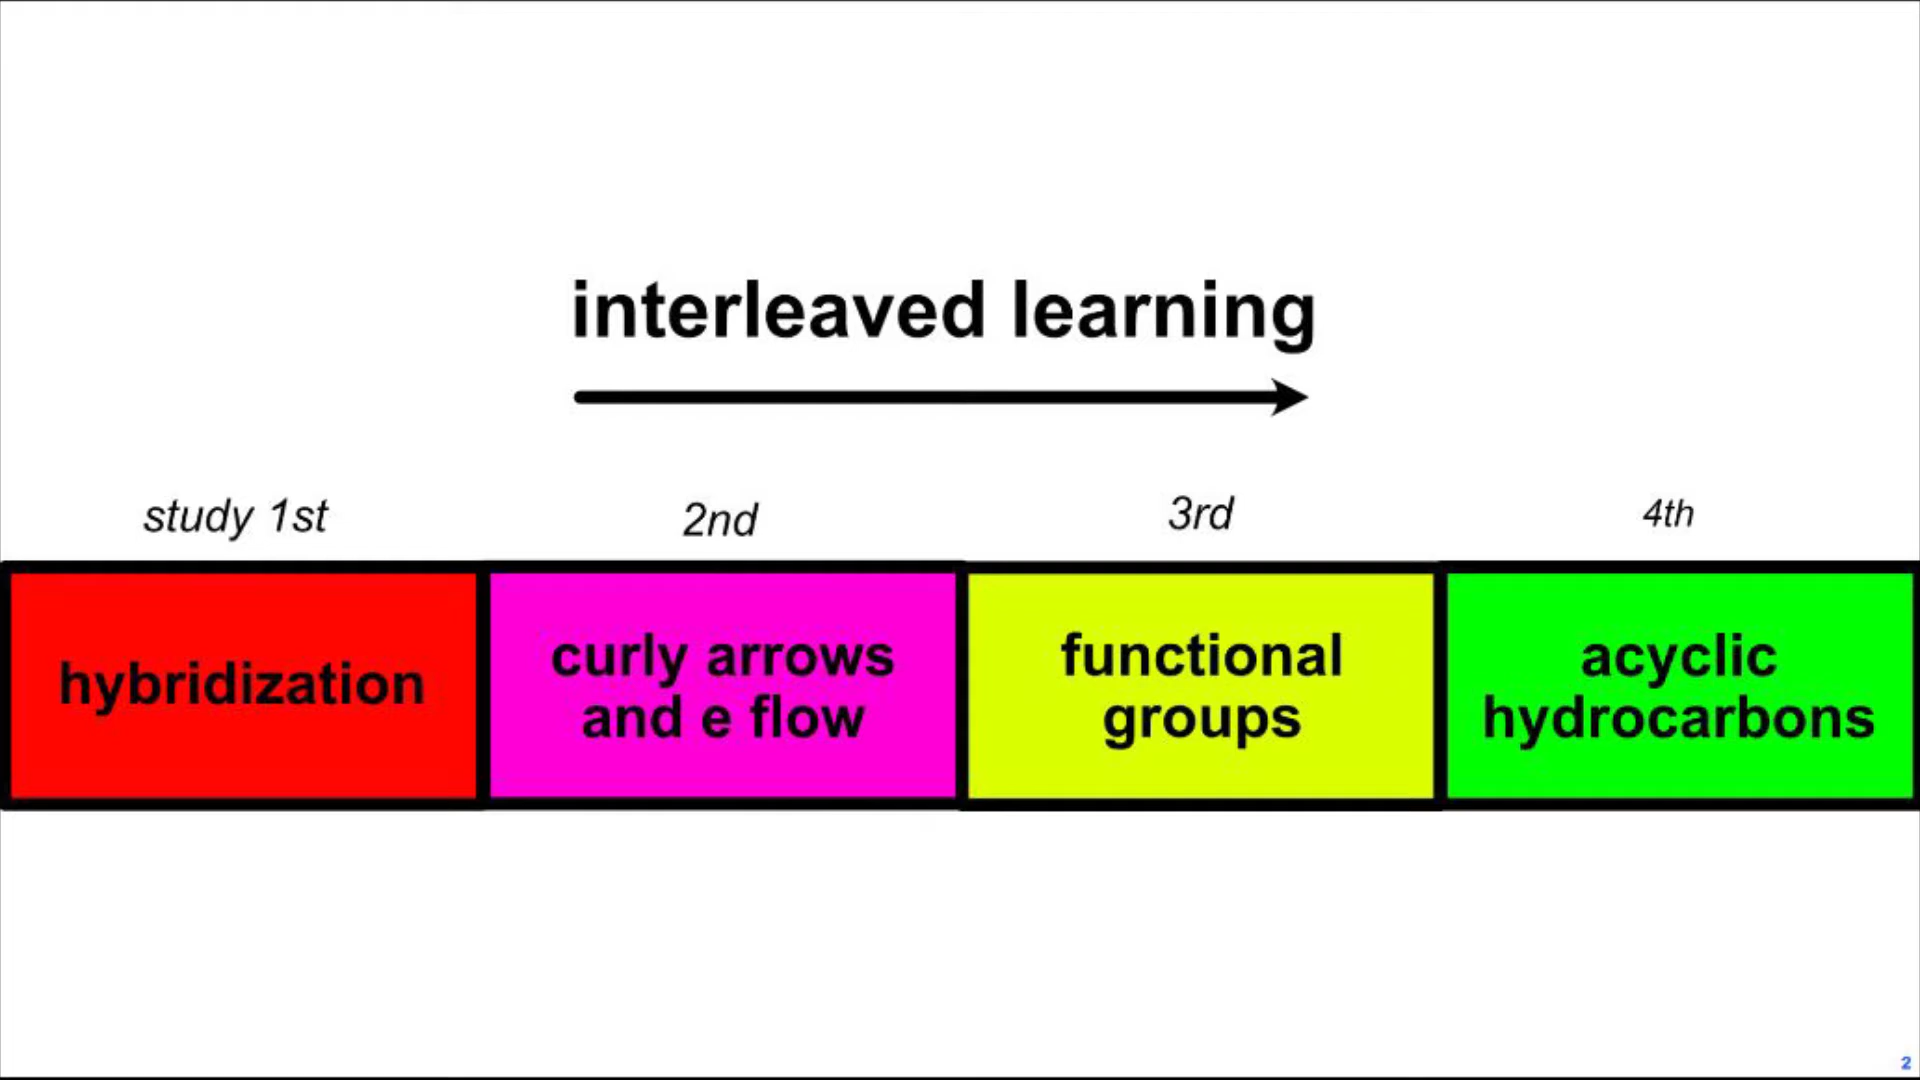 interleaved learning
study 1st
2nd
3rd
4th
hybridization
curly arrows
and e flow
functional
groups
acyclic
hydrocarbons
2